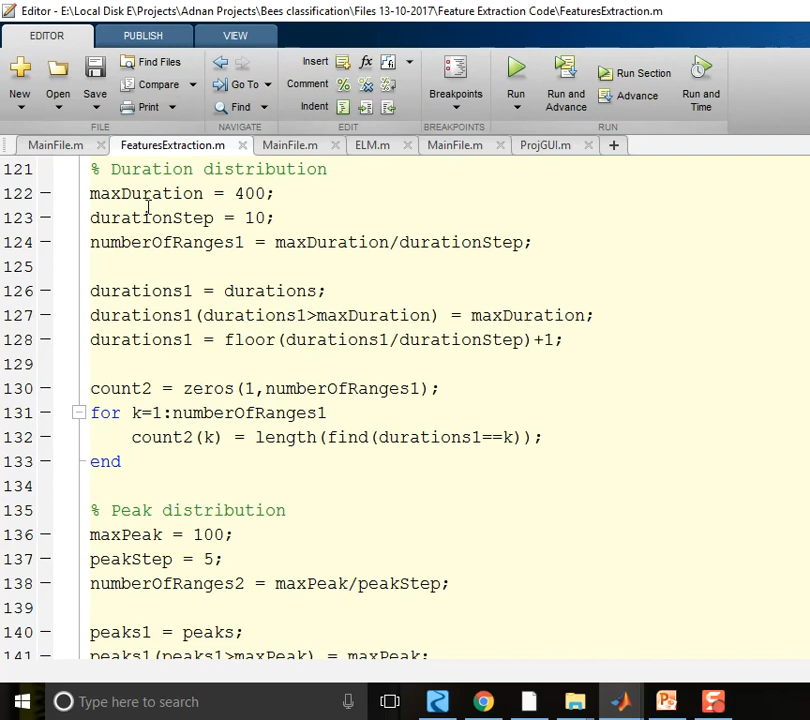 Editor - E:\Local Disk E\Projects\Adnan Projects\Bees classification\Files 13-10-2017\Feature Extraction Code\FeaturesExtraction.m
EDITOR PUBLISH VIEW
New Open Save Find Files Compare Print
Go To Find
Insert fx
Comment
Indent
Breakpoints
Run Run and Advance Run Section Advance Run and Time
FILE NAVIGATE EDIT BREAKPOINTS RUN
MainFile.m FeaturesExtraction.m MainFile.m ELM.m MainFile.m ProjGUI.m
121 % Duration distribution
122 maxDuration = 400;
123 durationStep = 10;
124 numberOfRanges1 = maxDuration/durationStep;
125
126 durations1 = durations;
127 durations1(durations1>maxDuration) = maxDuration;
128 durations1 = floor(durations1/durationStep)+1;
129
130 count2 = zeros(1,numberOfRanges1);
131 for k=1:numberOfRanges1
132 count2(k) = length(find(durations1==k));
133 end
134
135 % Peak distribution
136 maxPeak = 100;
137 peakStep = 5;
138 numberOfRanges2 = maxPeak/peakStep;
139
140 peaks1 = peaks;
141 peaks1(peaks1>maxPeak) = maxPeak;
Type here to search